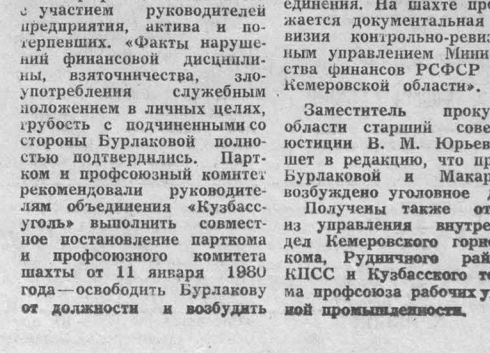 с участием руководителей
предприятия, актива и по-
терпевших. «Факты наруше-
ний финансовой дисципли-
ны, взяточничества, зло-
употребления служебным
положением в личных целях,
грубость с подчиненными со
стороны Бурлаковой полно-
стью подтвердились. Парт-
ком и профсоюзный комитет
рекомендовали руководите-
лям объединения «Кузбасс-
уголь» выполнить совмест-
ное постановление парткома
и профсоюзного комитета
шахты от 11 января 1980
года—освободить Бурлакову
от должности и возбудить
единения. На шахте про
жается документальная
визия контрольно-ревиз
ным управлением Мини
ства финансов РСФСР
Кемеровской области».
Заместитель проку
области старший сове
юстиции В. М. Юрьев
шет в редакцию, что пр
Бурлаковой и Макар
возбуждено уголовное
Получены также от
из управления внутре
дел Кемеровского горис
кома, Рудничного рай
КПСС и Кузбасского т
ма профсоюза рабочих у
ной промышленности.